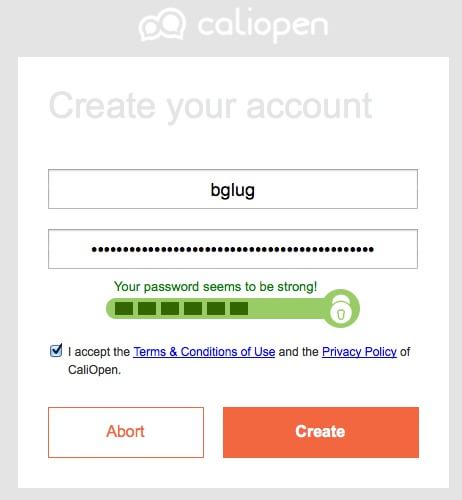 caliopen
Create your account
bglug
Your password seems to be strong!
I accept the Terms & Conditions of Use and the Privacy Policy of
CaliOpen.
Abort
Create